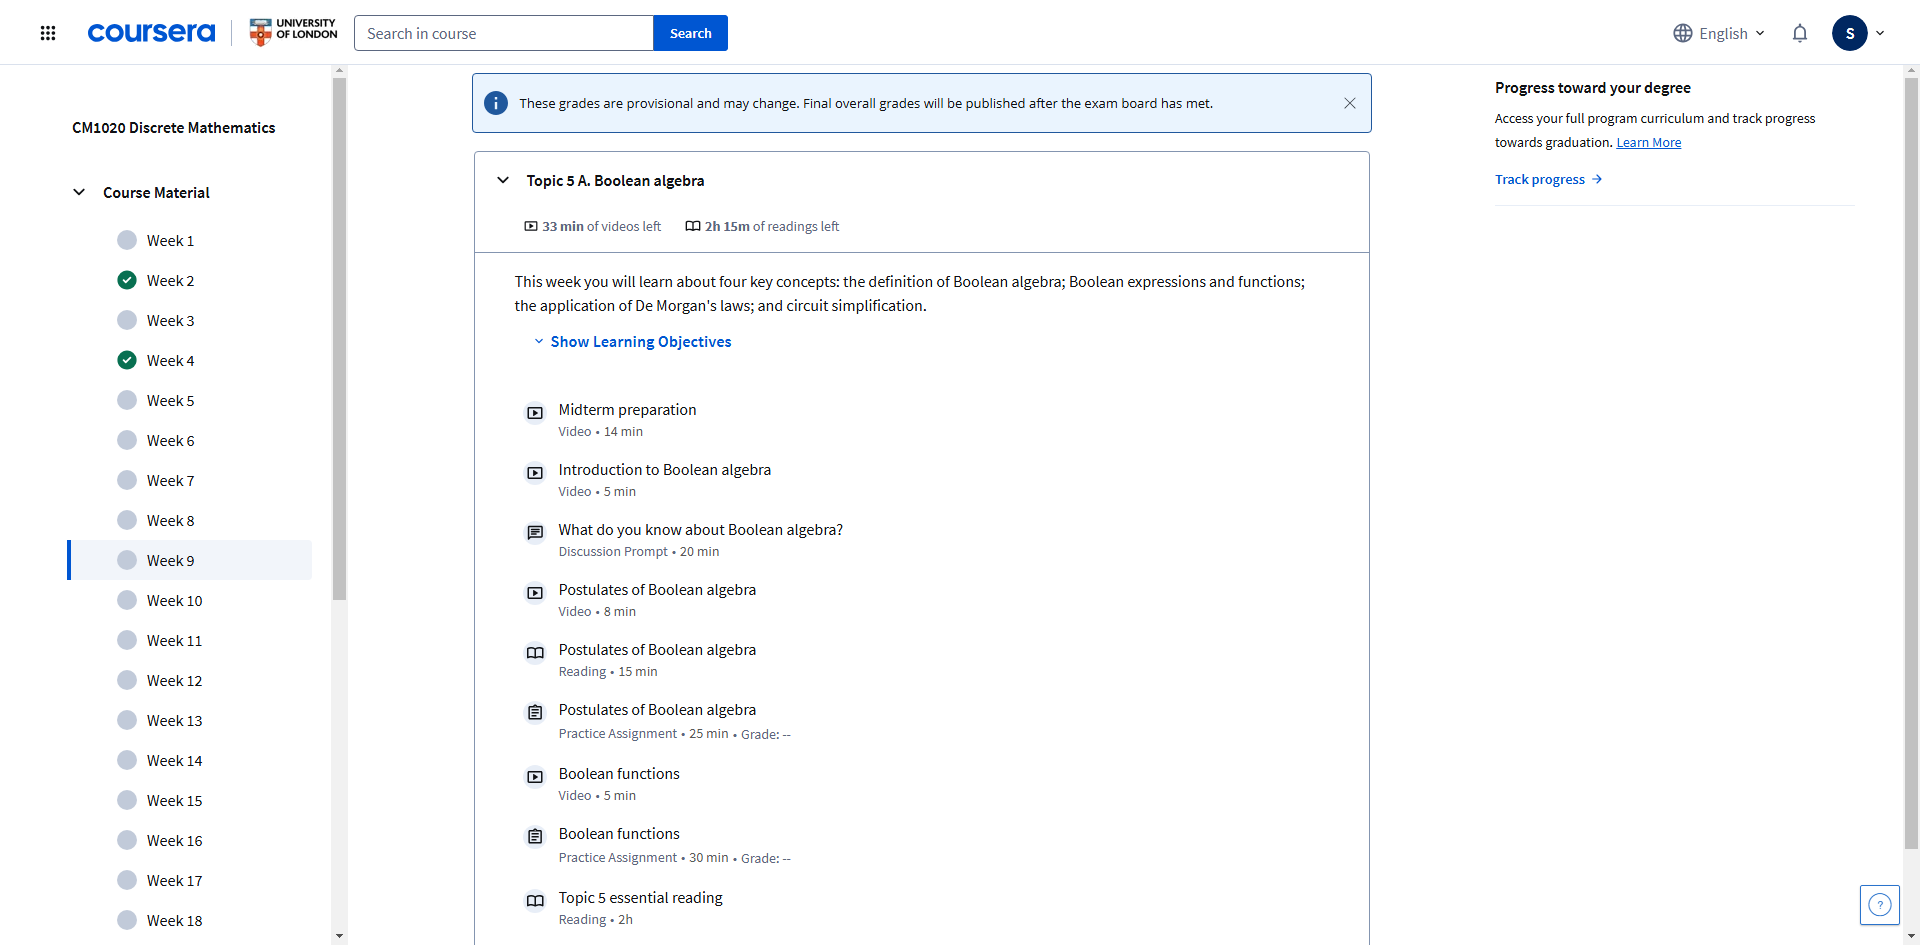 coursera
UNIVERSITY
OF LONDON
Search in course
Search
English
S
CM1020 Discrete Mathematics
Course Material
Week 1
Week 2
Week 3
Week 4
Week 5
Week 6
Week 7
Week 8
Week 9
Week 10
Week 11
Week 12
Week 13
Week 14
Week 15
Week 16
Week 17
Week 18
These grades are provisional and may change. Final overall grades will be published after the exam board has met.
Topic 5 A. Boolean algebra
33 min of videos left 2h 15m of readings left
This week you will learn about four key concepts: the definition of Boolean algebra; Boolean expressions and functions;
the application of De Morgan's laws; and circuit simplification.
Show Learning Objectives
Midterm preparation
Video • 14 min
Introduction to Boolean algebra
Video • 5 min
What do you know about Boolean algebra?
Discussion Prompt • 20 min
Postulates of Boolean algebra
Video • 8 min
Postulates of Boolean algebra
Reading • 15 min
Postulates of Boolean algebra
Practice Assignment • 25 min • Grade: --
Boolean functions
Video • 5 min
Boolean functions
Practice Assignment • 30 min • Grade: --
Topic 5 essential reading
Reading • 2h
Progress toward your degree
Access your full program curriculum and track progress
towards graduation. Learn More
Track progress →
?